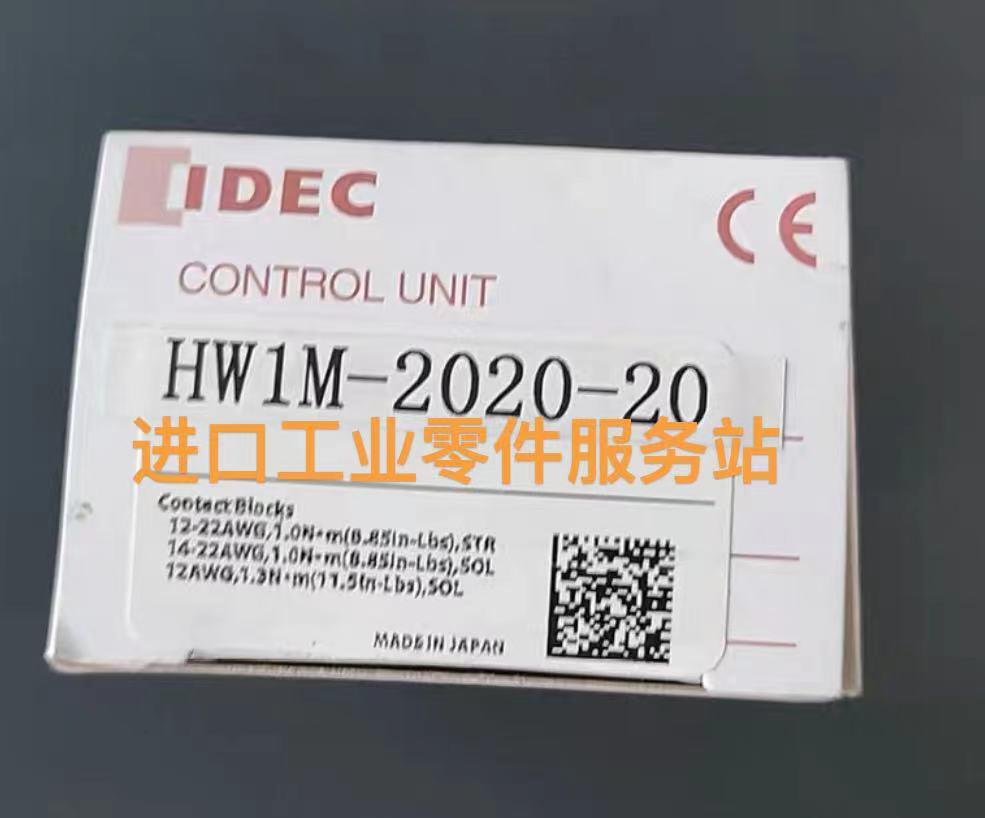 IDEC
CE
CONTROL UNIT
HW1M-2020-20
进口工业零件服务站
Contact Blocks
12-22AWG,1.0N·m(8.85in-Lbs),STR
14-22AWG,1.0N·m(8.85in-Lbs),SOL
12AWG,1.3N·m(11.5in-Lbs),SOL
MADE IN JAPAN